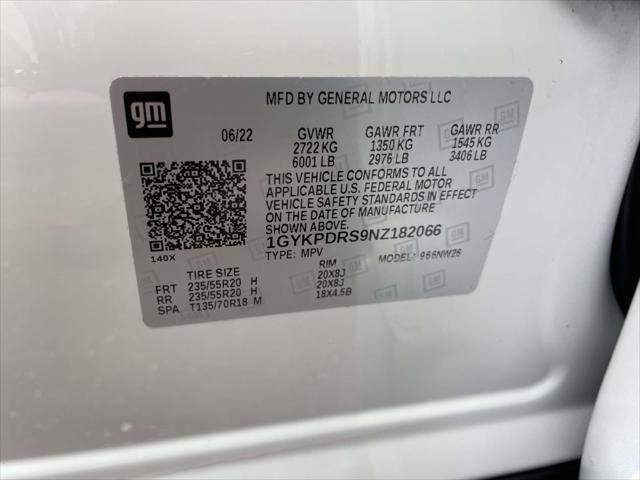 gm
MFD BY GENERAL MOTORS LLC
06/22 GVWR GAWR FRT GAWR RR
2722 KG 1350 KG 1545 KG
6001 LB 2976 LB 3406 LB
THIS VEHICLE CONFORMS TO ALL
APPLICABLE U.S. FEDERAL MOTOR
VEHICLE SAFETY STANDARDS IN EFFECT
ON THE DATE OF MANUFACTURE
SHOWN ABOVE.
1GYKPDRS9NZ182066
140X TYPE: MPV MODEL: 966NW26
TIRE SIZE RIM
FRT 235/55R20 H 20X8J
RR 235/55R20 H 20X8J
SPA T135/70R18 M 18X4.5B